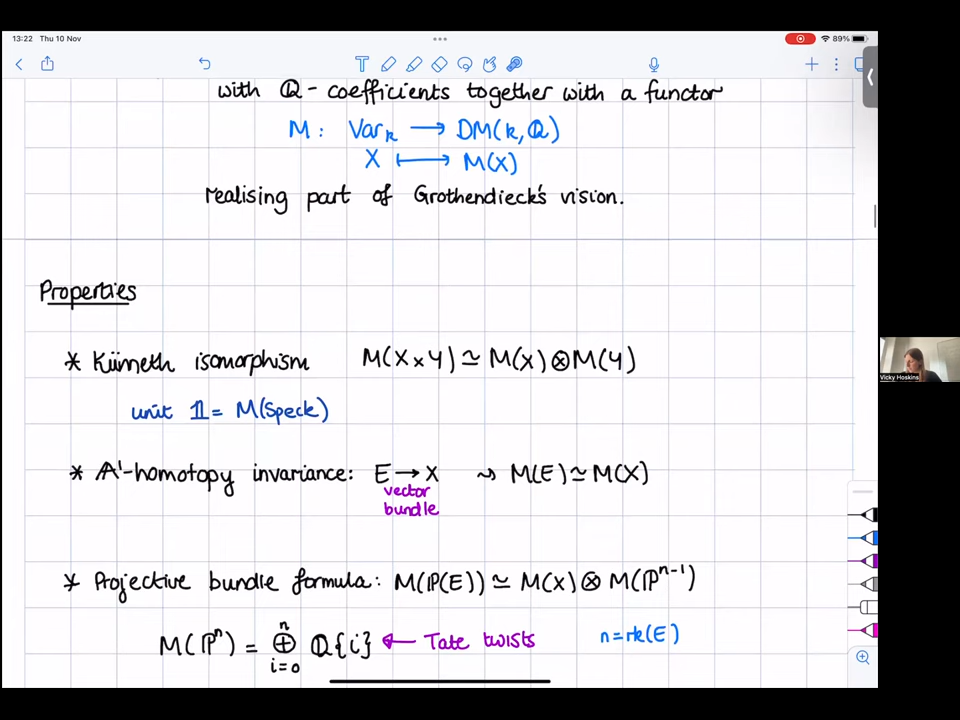 13:22 Thu 10 Nov
89%
with ℚ - coefficients together with a functor
M : Var_k ⟶ DM(k, ℚ)
X ⟼ M(X)
realising part of Grothendieck's vision.
Properties
* Künneth isomorphism M(X × Y) ≃ M(X) ⊗ M(Y)
unit 𝟙 = M(Spec k)
* 𝔸¹-homotopy invariance: E → X ⇝ M(E) ≃ M(X)
vector
bundle
* Projective bundle formula: M(ℙ(E)) ≃ M(X) ⊗ M(ℙⁿ⁻¹)
M(ℙⁿ) = ⊕_{i=0}^{n} ℚ{i} ← Tate twists n = rk(E)
Vicky Hoskins